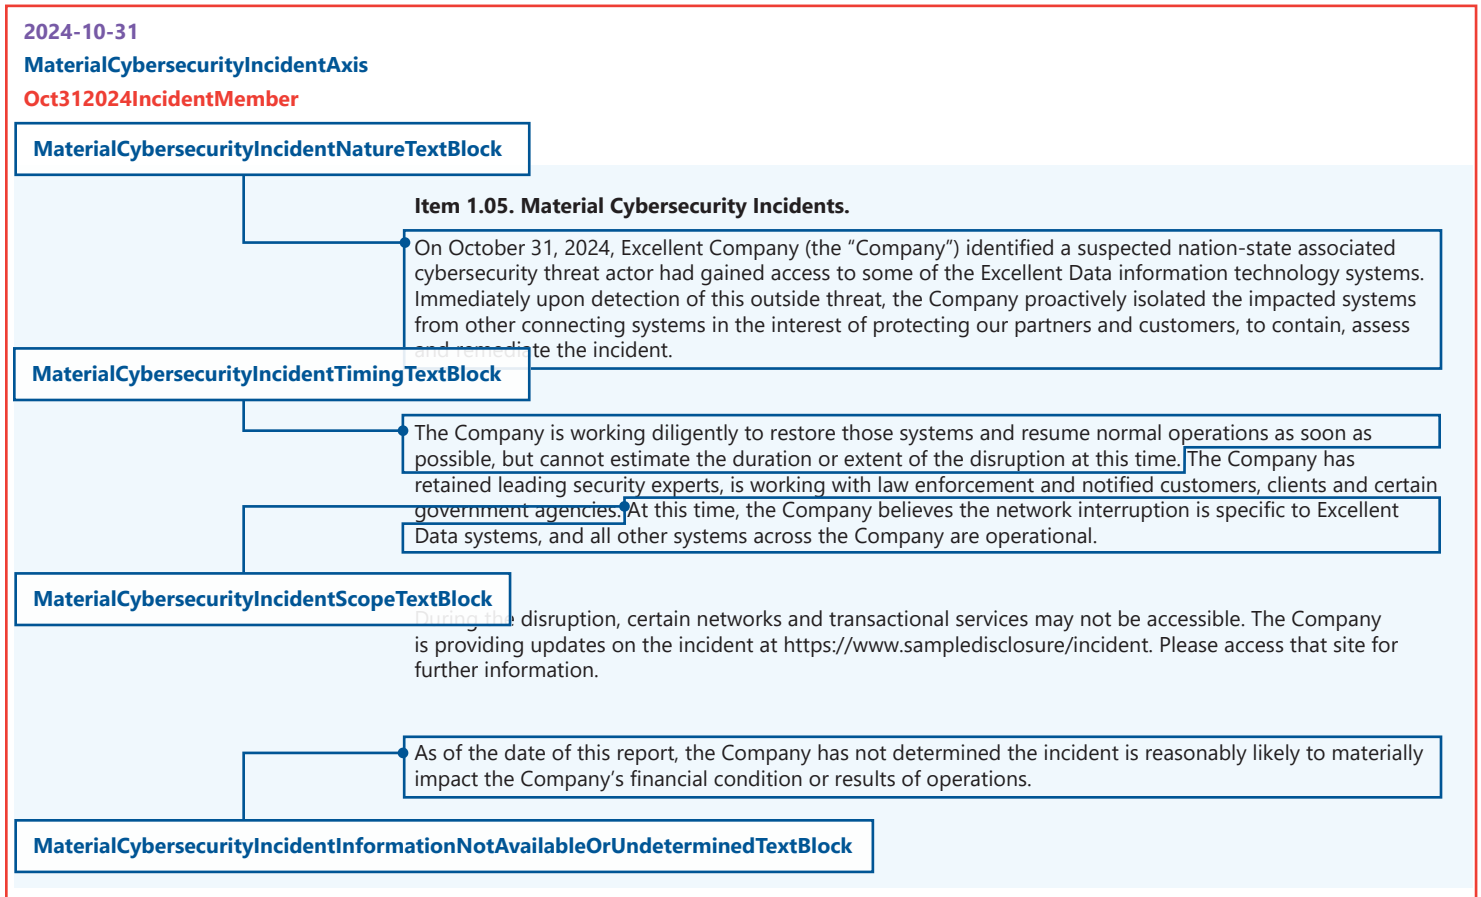 2024-10-31
MaterialCybersecurityIncidentAxis
Oct312024IncidentMember
MaterialCybersecurityIncidentNatureTextBlock
Item 1.05. Material Cybersecurity Incidents.
On October 31, 2024, Excellent Company (the “Company”) identified a suspected nation-state associated
cybersecurity threat actor had gained access to some of the Excellent Data information technology systems.
Immediately upon detection of this outside threat, the Company proactively isolated the impacted systems
from other connecting systems in the interest of protecting our partners and customers, to contain, assess
and remediate the incident.
MaterialCybersecurityIncidentTimingTextBlock
The Company is working diligently to restore those systems and resume normal operations as soon as
possible, but cannot estimate the duration or extent of the disruption at this time. The Company has
retained leading security experts, is working with law enforcement and notified customers, clients and certain
government agencies. At this time, the Company believes the network interruption is specific to Excellent
Data systems, and all other systems across the Company are operational.
MaterialCybersecurityIncidentScopeTextBlock
During the disruption, certain networks and transactional services may not be accessible. The Company
is providing updates on the incident at https://www.sampledisclosure/incident. Please access that site for
further information.
As of the date of this report, the Company has not determined the incident is reasonably likely to materially
impact the Company’s financial condition or results of operations.
MaterialCybersecurityIncidentInformationNotAvailableOrUndeterminedTextBlock